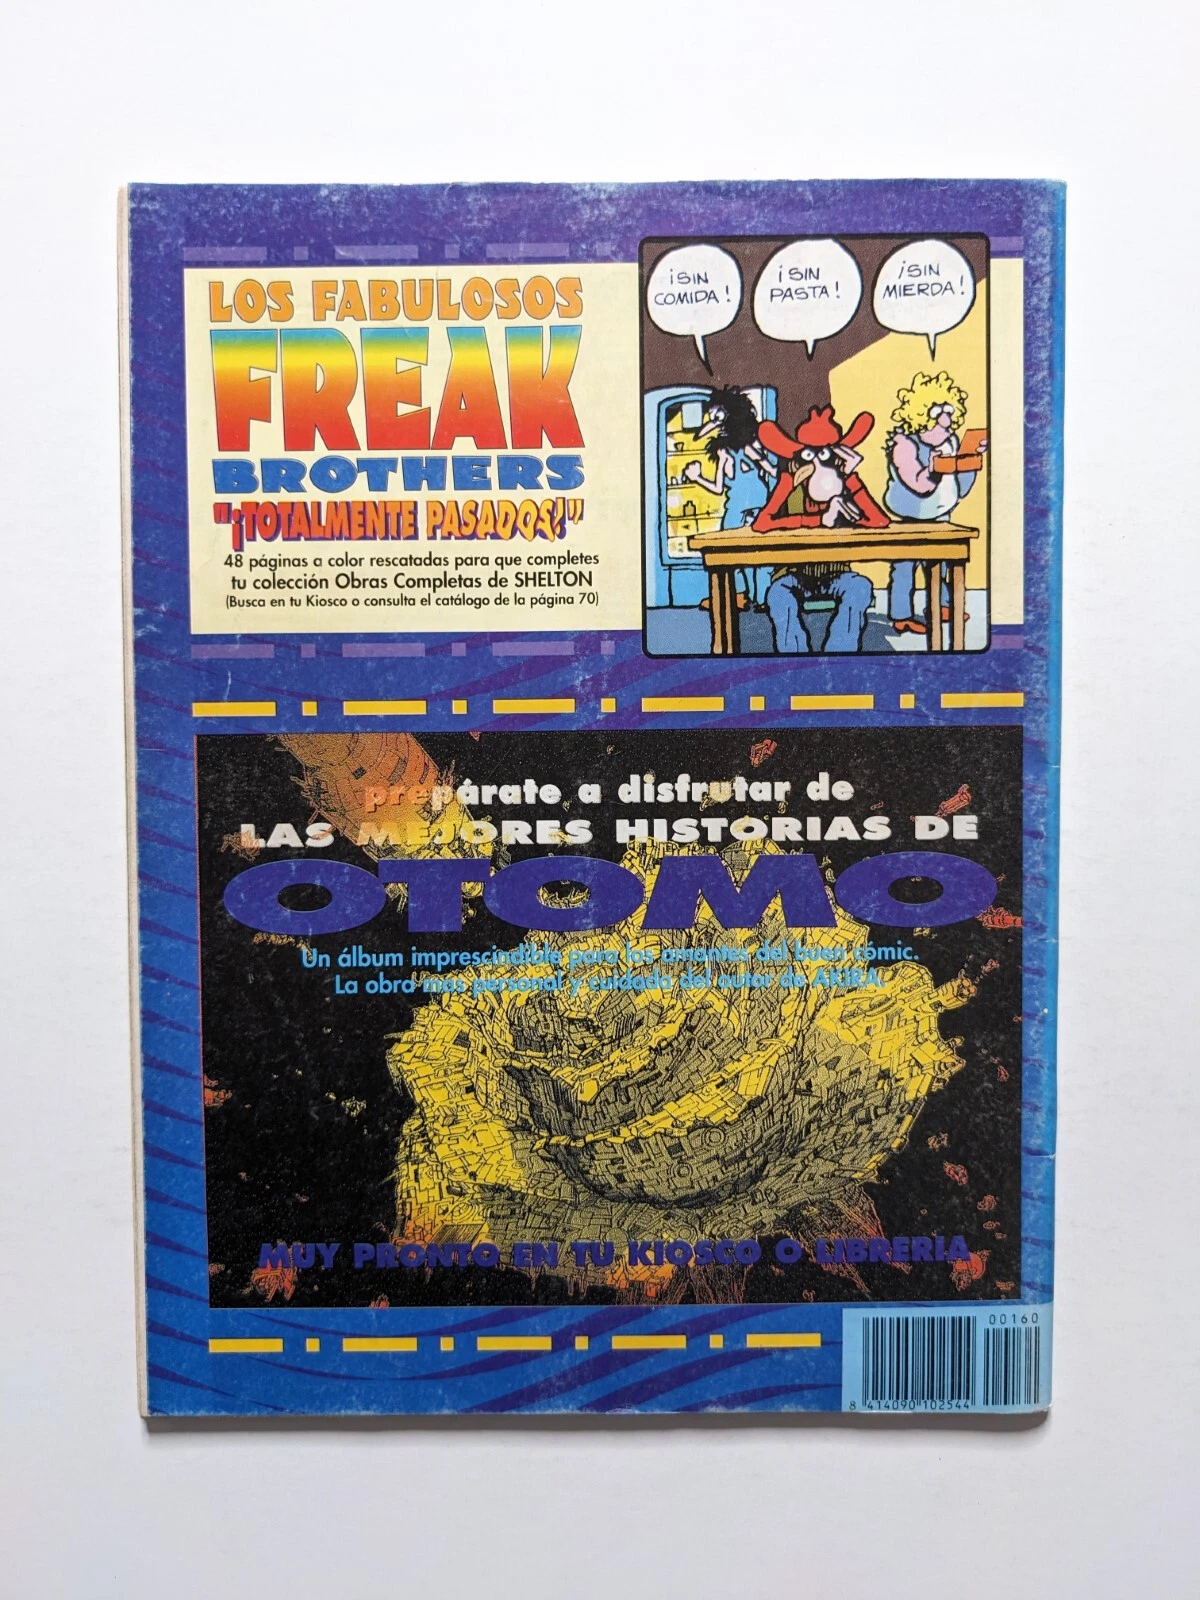 LOS FABULOSOS
FREAK
BROTHERS
"¡TOTALMENTE PASADOS!"
48 páginas a color rescatadas para que completes
tu colección Obras Completas de SHELTON
(Busca en tu Kiosco o consulta el catálogo de la página 70)
¡SIN
COMIDA!
¡SIN
PASTA!
¡SIN
MIERDA!
prepárate a disfrutar de
LAS MEJORES HISTORIAS DE
OTOMO
Un álbum imprescindible para los amantes del buen cómic.
La obra más personal y cuidada del autor de AKIRA.
MUY PRONTO EN TU KIOSCO O LIBRERIA
00160
8 414090 102544